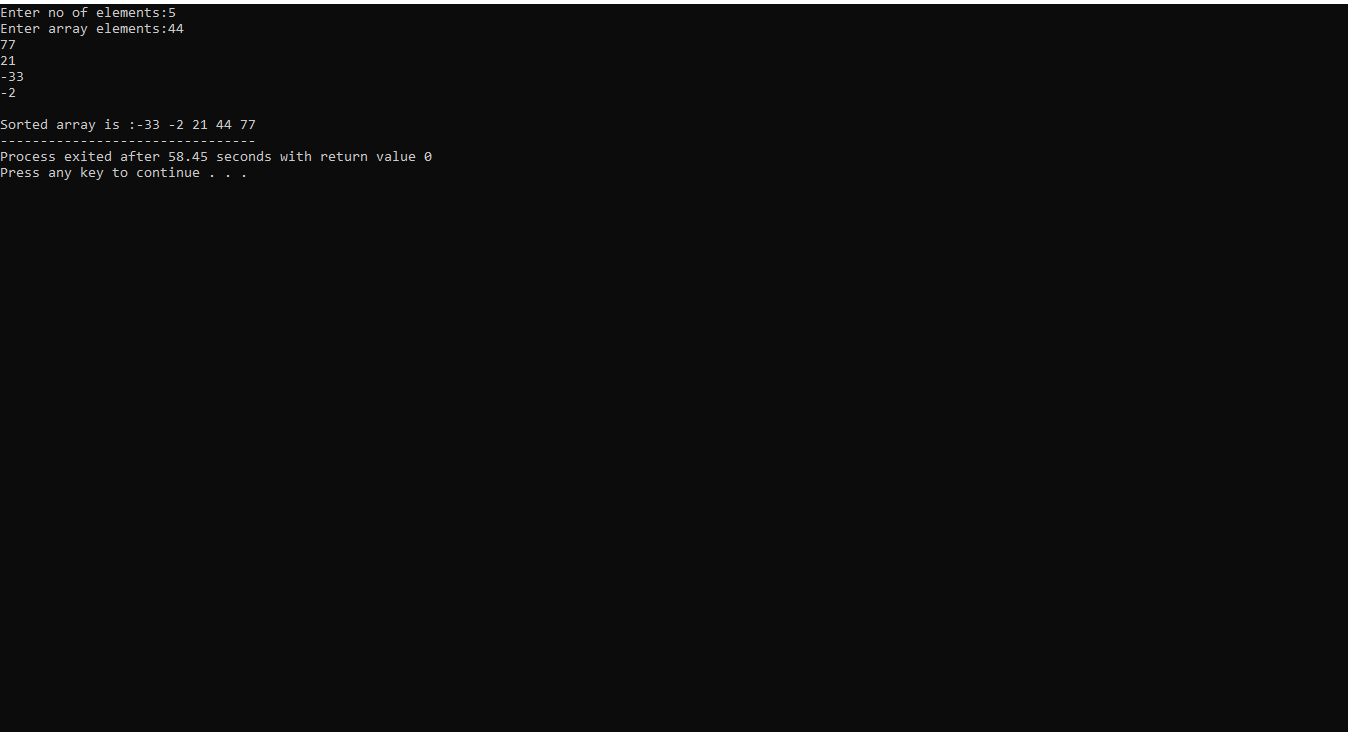 Enter no of elements:5
Enter array elements:44
77
21
-33
-2
Sorted array is :-33 -2 21 44 77
--------------------------------
Process exited after 58.45 seconds with return value 0
Press any key to continue . . .